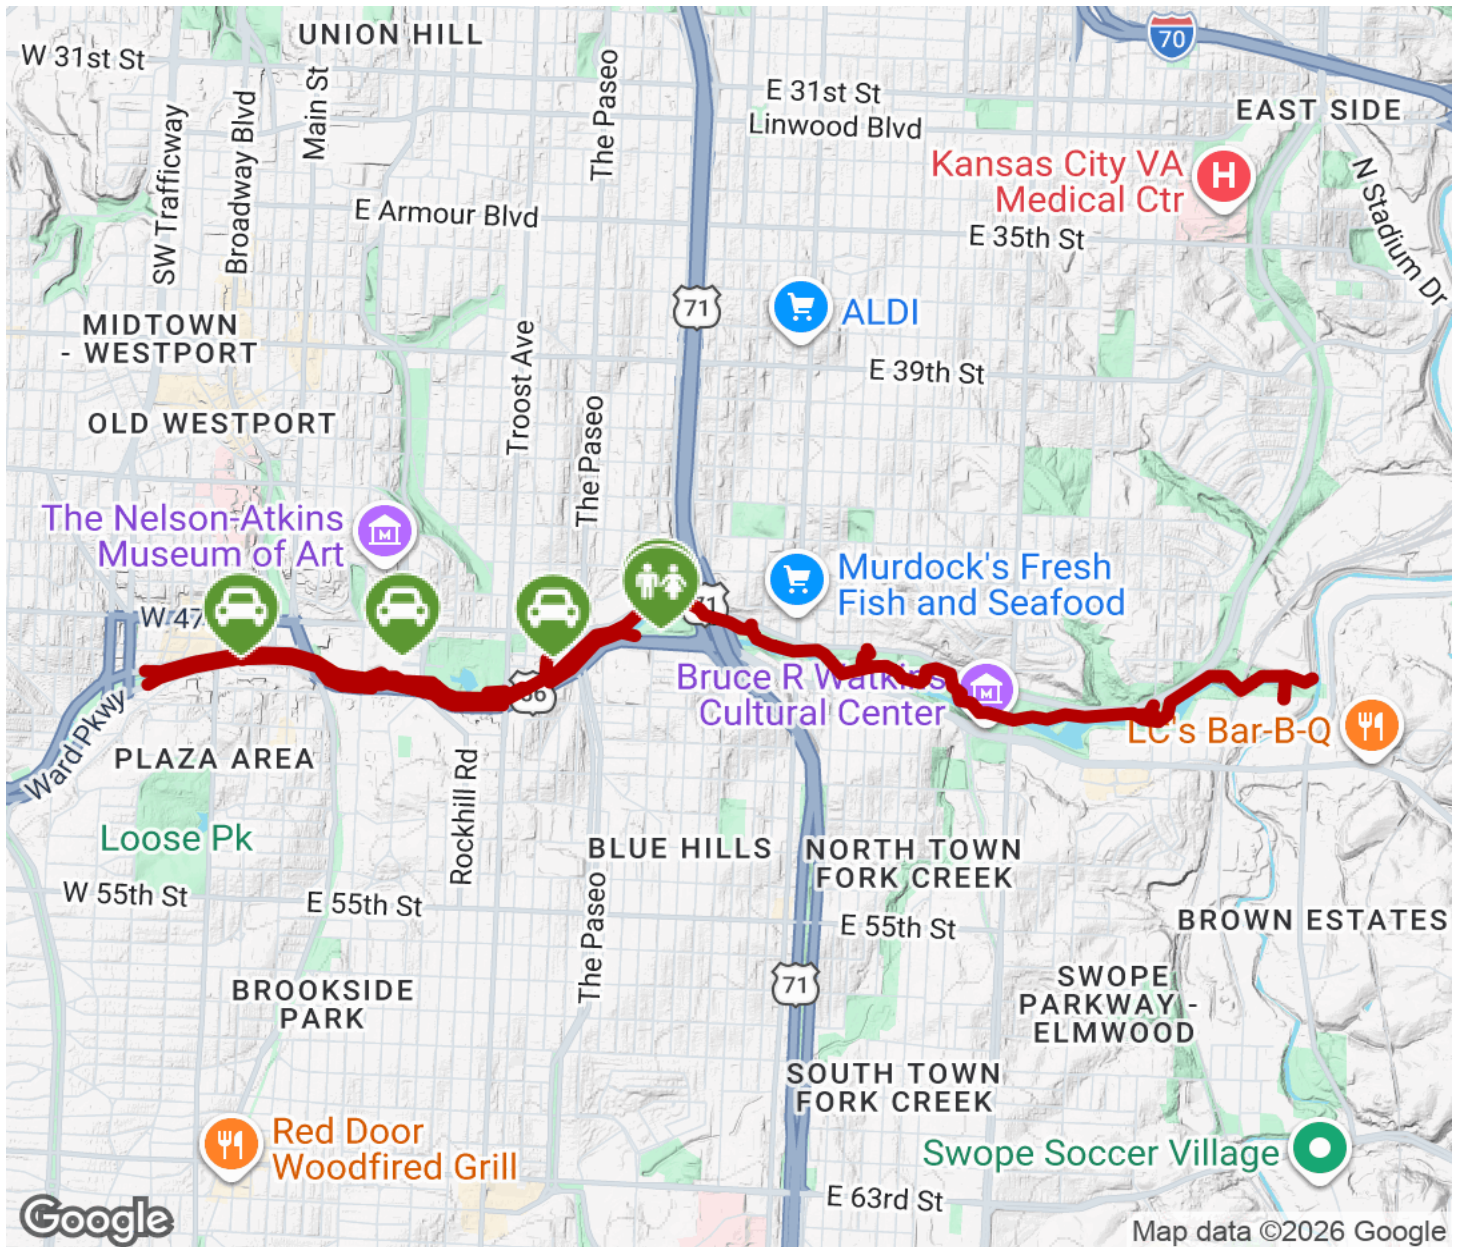 UNION HILL
W 31st St
Main St
Broadway Blvd
SW Trafficway
The Paseo
E 31st St
Linwood Blvd
70
EAST SIDE
Kansas City VA
Medical Ctr
H
N Stadium Dr
E Armour Blvd
E 35th St
71
ALDI
MIDTOWN
- WESTPORT
Troost Ave
E 39th St
OLD WESTPORT
The Paseo
The Nelson-Atkins
Museum of Art
M
Murdock's Fresh
Fish and Seafood
W 47
71
Bruce R Watkins
Cultural Center
M
56
Ward Pkwy
LC's Bar-B-Q
PLAZA AREA
Rockhill Rd
Loose Pk
BLUE HILLS
NORTH TOWN
FORK CREEK
W 55th St
E 55th St
The Paseo
E 55th St
BROWN ESTATES
BROOKSIDE
PARK
71
SWOPE
PARKWAY -
ELMWOOD
SOUTH TOWN
FORK CREEK
Red Door
Woodfired Grill
Swope Soccer Village
E 63rd St
Google
Map data ©2026 Google